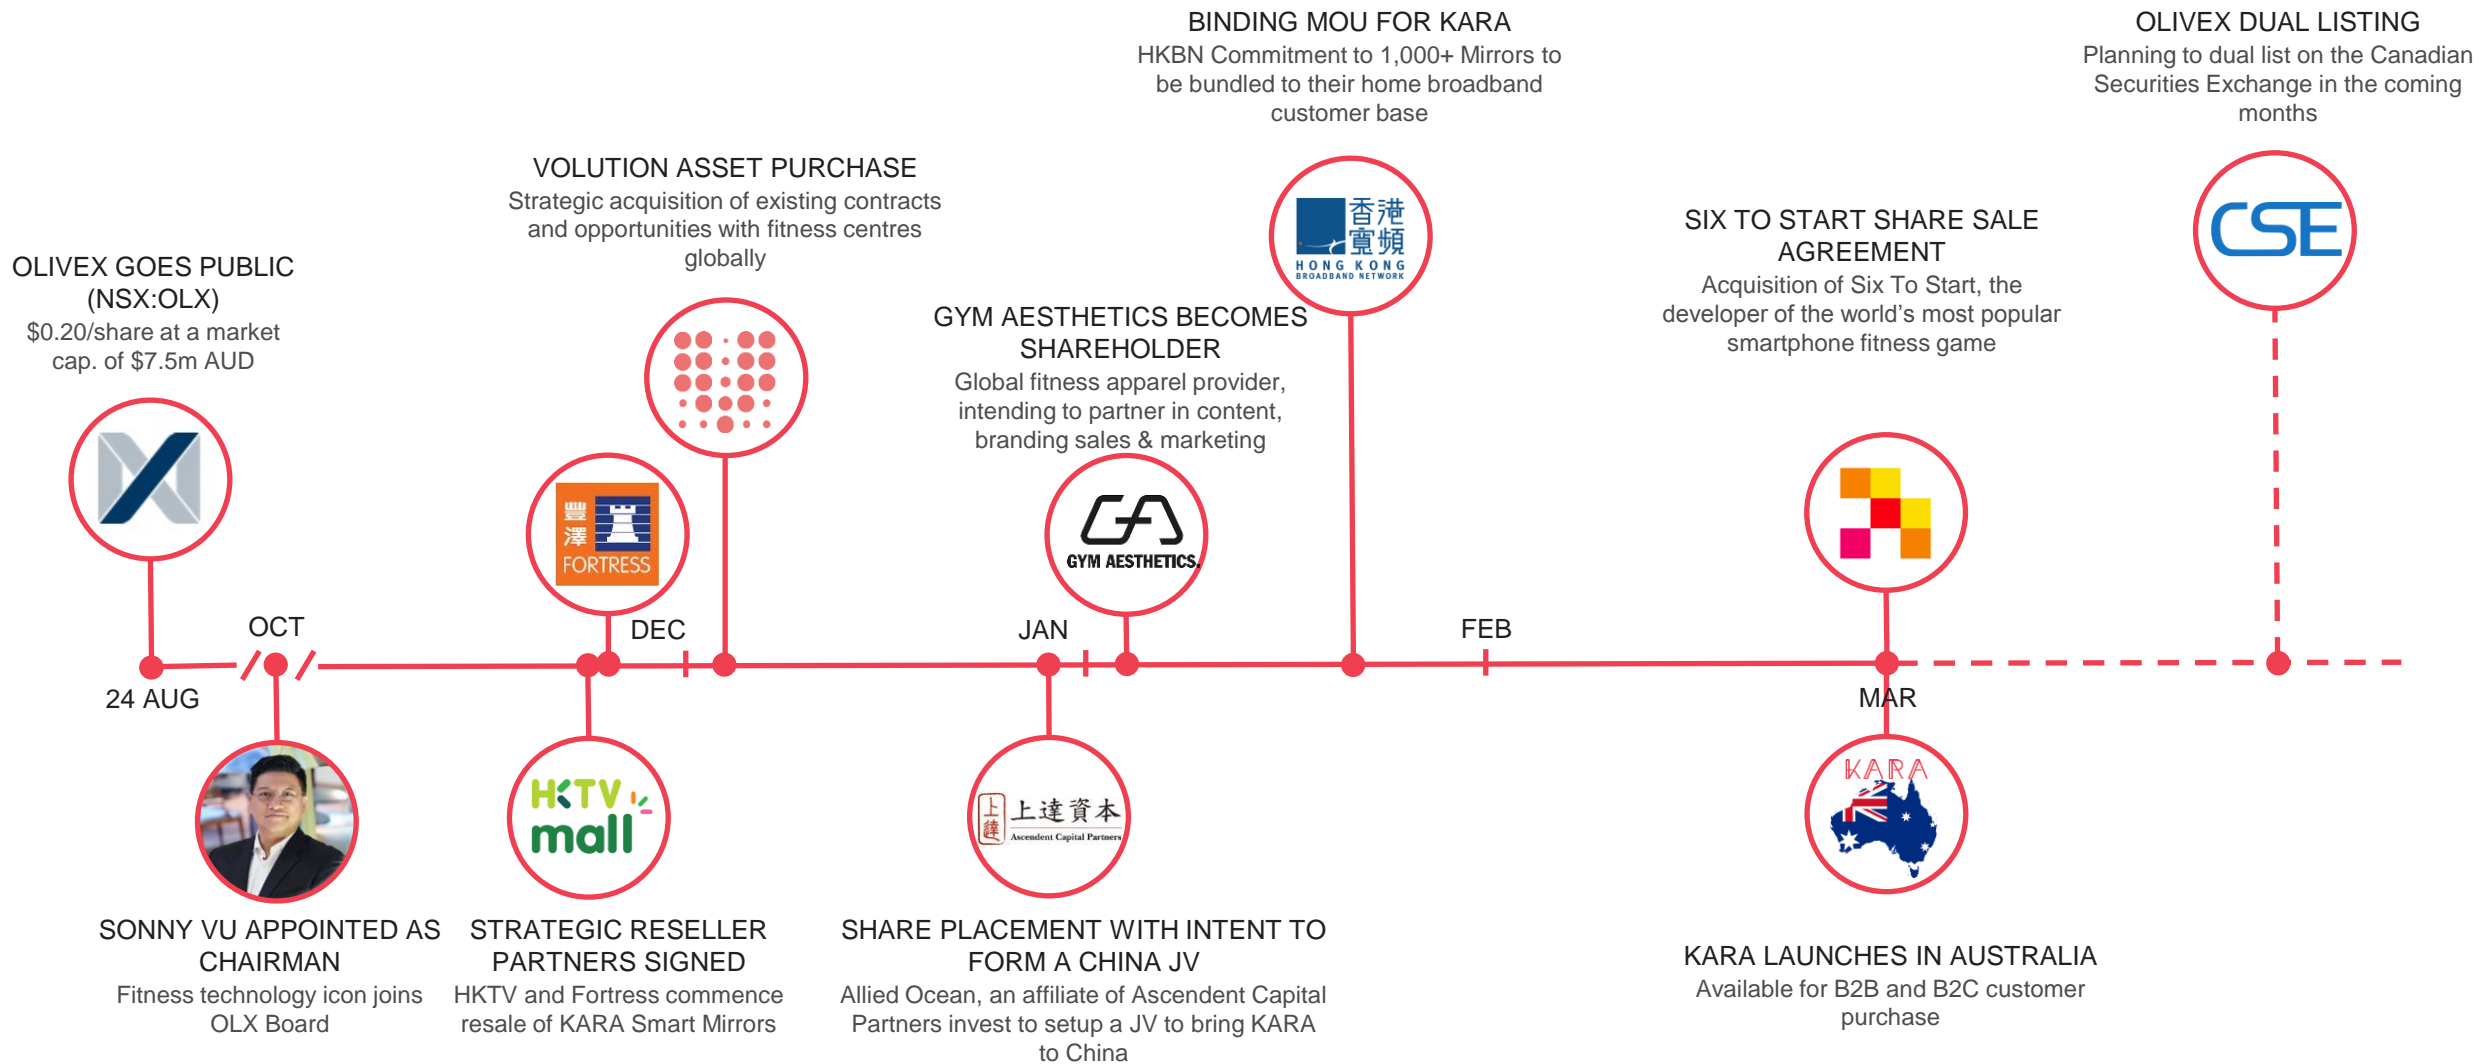 OLIVEX GOES PUBLIC
(NSX:OLX)
$0.20/share at a market
cap. of $7.5m AUD
24 AUG
OCT
SONNY VU APPOINTED AS
CHAIRMAN
Fitness technology icon joins
OLX Board
豐
澤
FORTRESS
HKTV
mall
STRATEGIC RESELLER
PARTNERS SIGNED
HKTV and Fortress commence
resale of KARA Smart Mirrors
DEC
VOLUTION ASSET PURCHASE
Strategic acquisition of existing contracts
and opportunities with fitness centres
globally
JAN
上達
上達資本
Ascendent Capital Partners
SHARE PLACEMENT WITH INTENT TO
FORM A CHINA JV
Allied Ocean, an affiliate of Ascendent Capital
Partners invest to setup a JV to bring KARA
to China
GYM AESTHETICS BECOMES
SHAREHOLDER
Global fitness apparel provider,
intending to partner in content,
branding sales & marketing
GA
GYM AESTHETICS.
BINDING MOU FOR KARA
HKBN Commitment to 1,000+ Mirrors to
be bundled to their home broadband
customer base
香港
寬頻
HONG KONG
BROADBAND NETWORK
FEB
SIX TO START SHARE SALE
AGREEMENT
Acquisition of Six To Start, the
developer of the world’s most popular
smartphone fitness game
MAR
KARA
KARA LAUNCHES IN AUSTRALIA
Available for B2B and B2C customer
purchase
OLIVEX DUAL LISTING
Planning to dual list on the Canadian
Securities Exchange in the coming
months
CSE